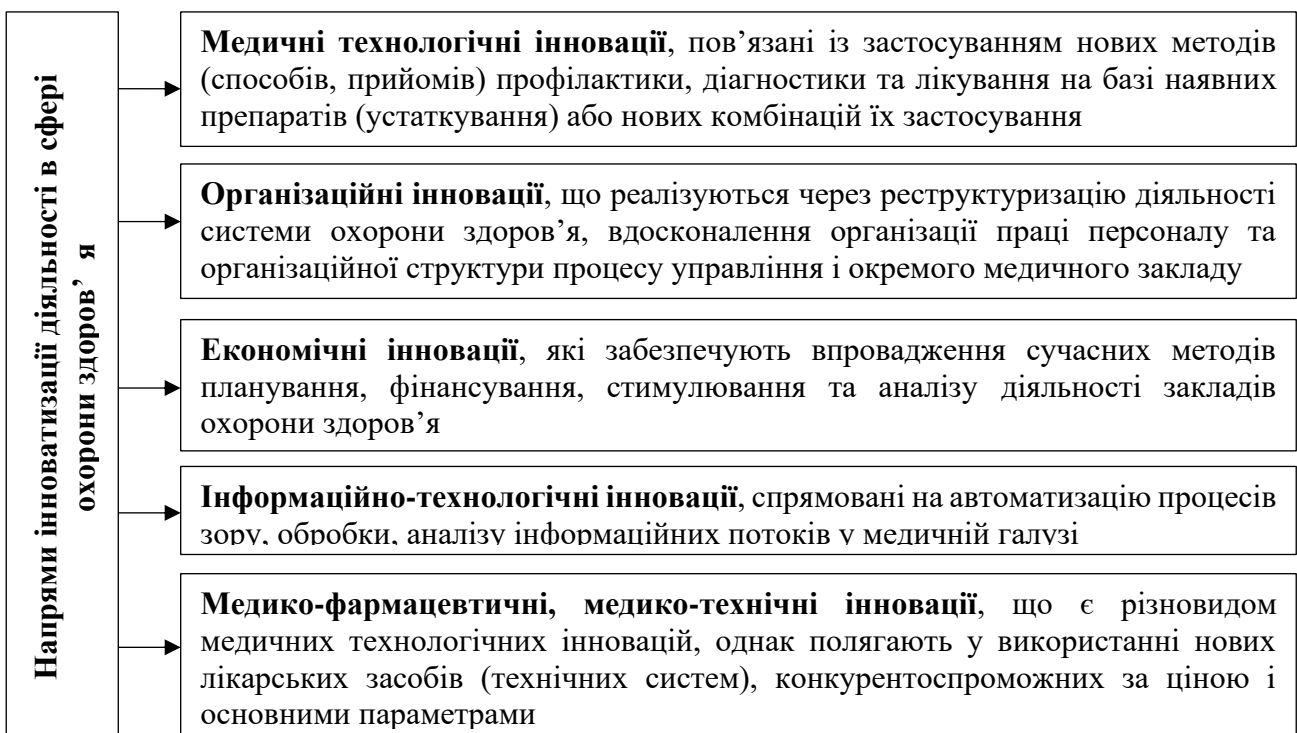 Напрями інноватизації діяльності в сфері
охорони здоров’ я
Медичні технологічні інновації, пов’язані із застосуванням нових методів
(способів, прийомів) профілактики, діагностики та лікування на базі наявних
препаратів (устаткування) або нових комбінацій їх застосування
Організаційні інновації, що реалізуються через реструктуризацію діяльності
системи охорони здоров’я, вдосконалення організації праці персоналу та
організаційної структури процесу управління і окремого медичного закладу
Економічні інновації, які забезпечують впровадження сучасних методів
планування, фінансування, стимулювання та аналізу діяльності закладів
охорони здоров’я
Інформаційно-технологічні інновації, спрямовані на автоматизацію процесів
зору, обробки, аналізу інформаційних потоків у медичній галузі
Медико-фармацевтичні, медико-технічні інновації, що є різновидом
медичних технологічних інновацій, однак полягають у використанні нових
лікарських засобів (технічних систем), конкурентоспроможних за ціною і
основними параметрами